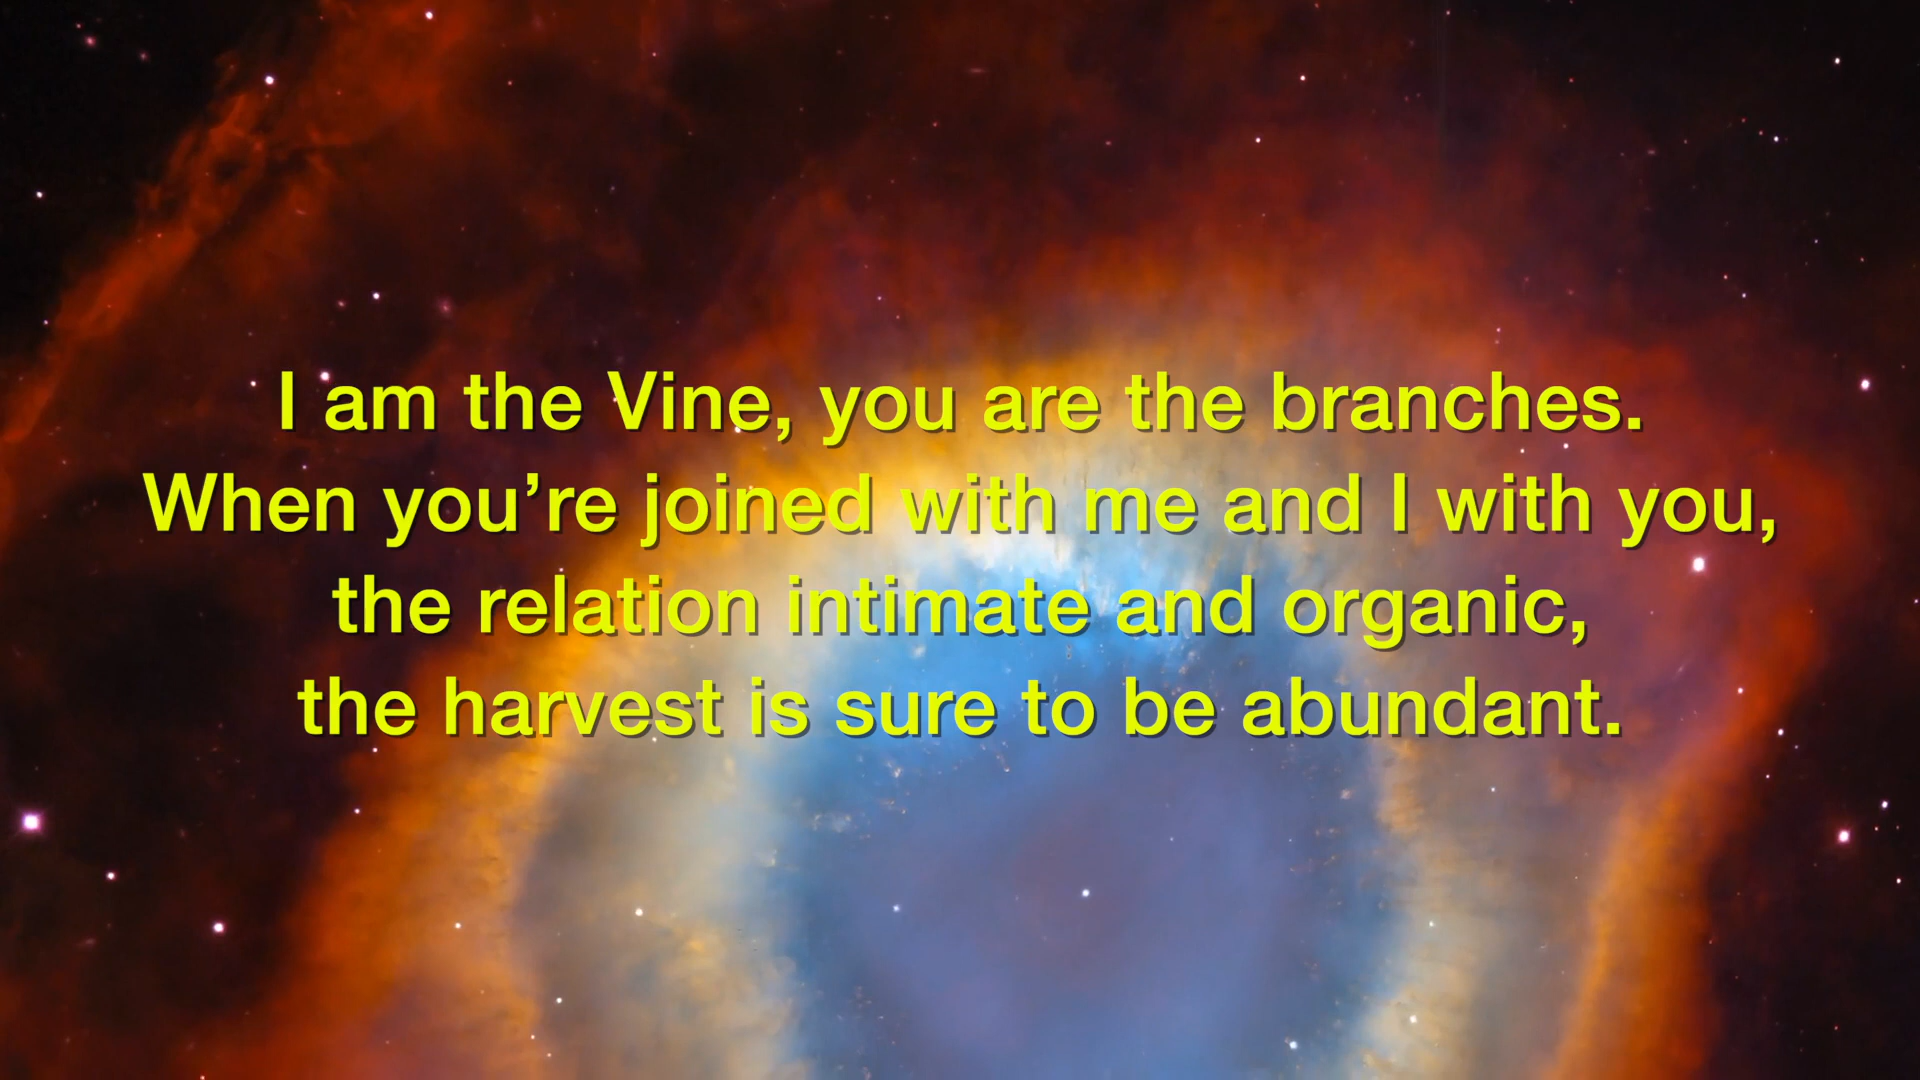 I am the Vine, you are the branches.
When you’re joined with me and I with you,
the relation intimate and organic,
the harvest is sure to be abundant.